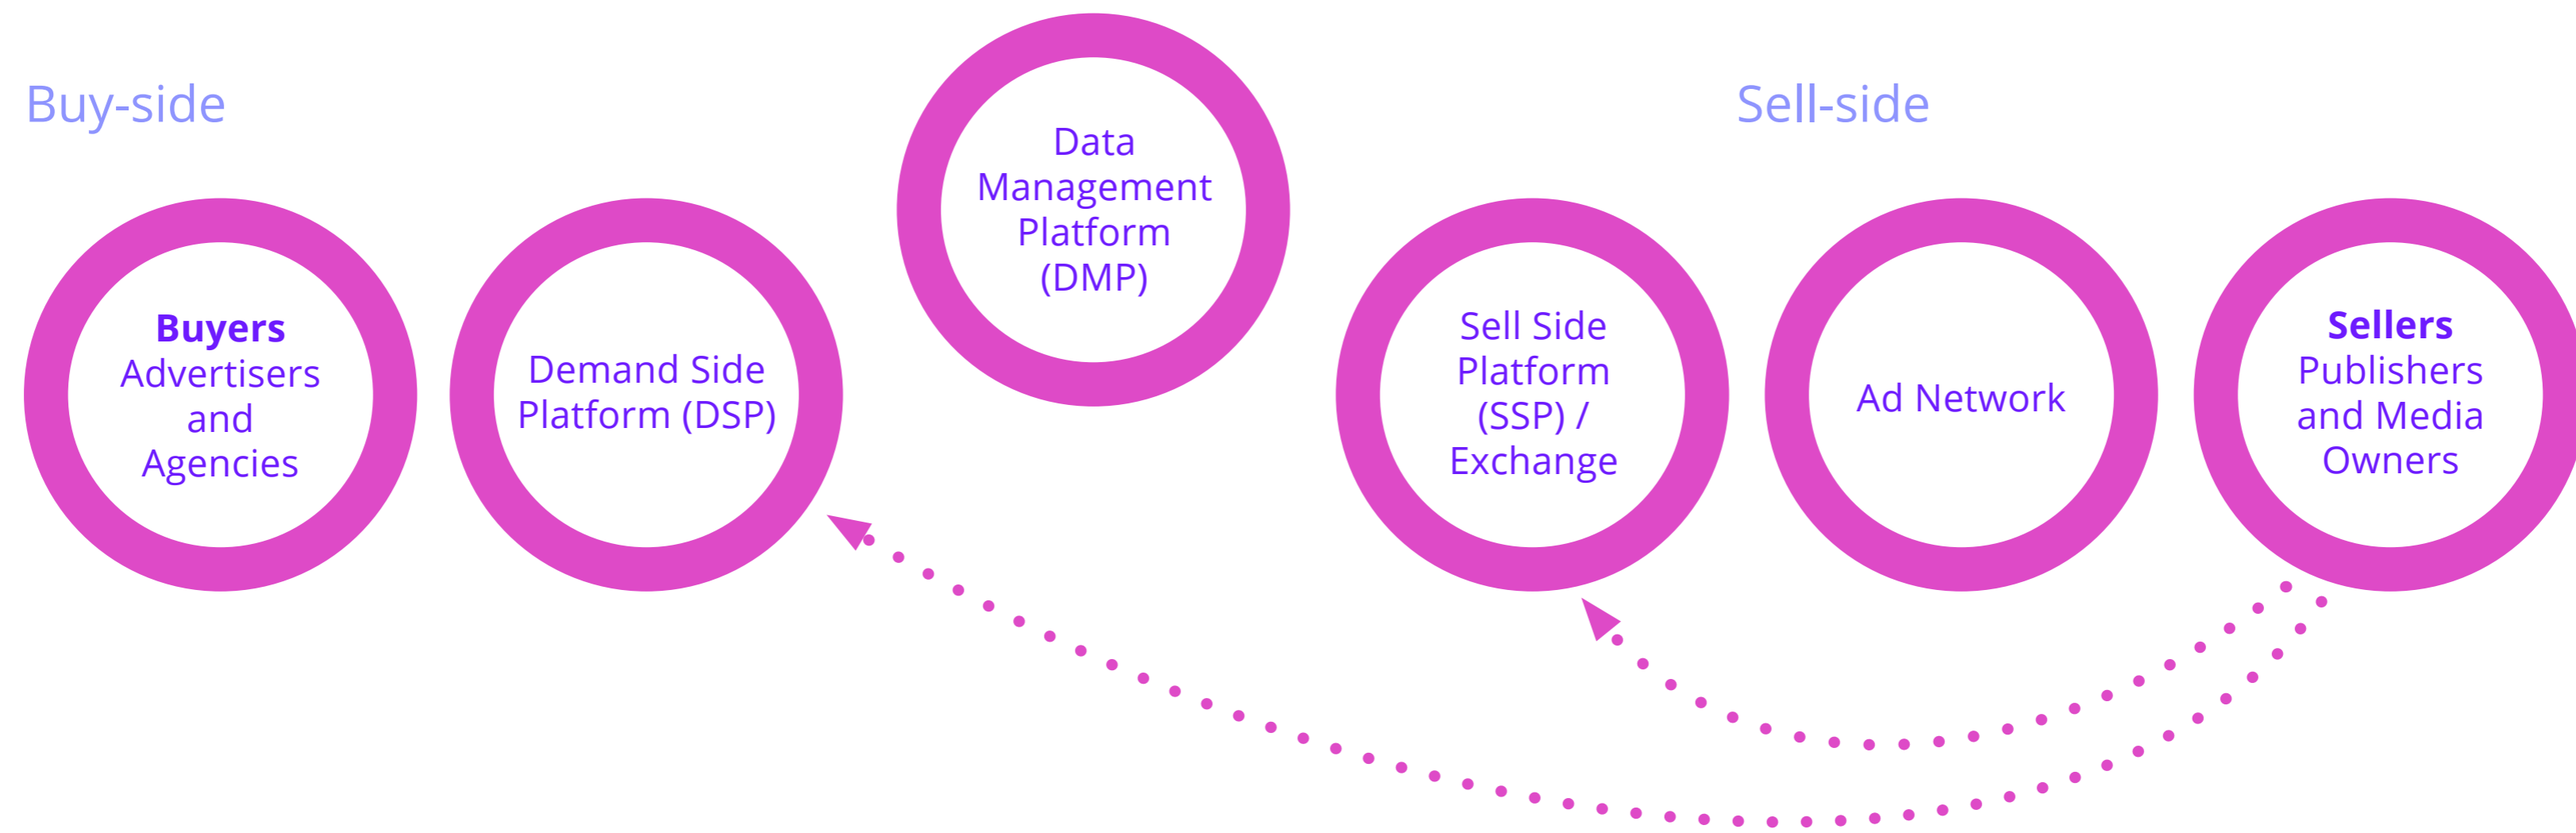 Buy-side
Sell-side
Buyers
Advertisers
and
Agencies
Demand Side
Platform (DSP)
Data
Management
Platform
(DMP)
Sell Side
Platform
(SSP) /
Exchange
Ad Network
Sellers
Publishers
and Media
Owners